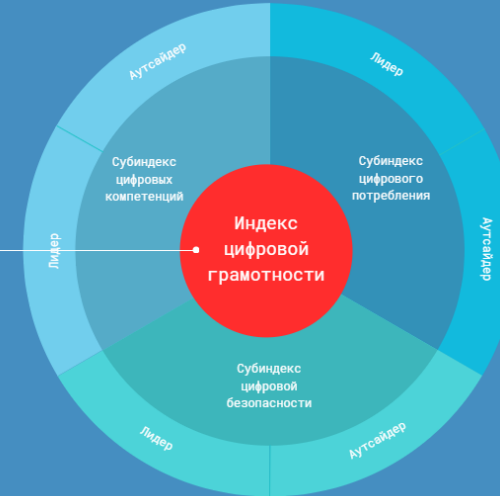 Аутсайдер
Лидер
Субиндекс
цифровых
компетенций
Субиндекс
цифрового
потребления
Индекс
цифровой
грамотности
Лидер
Аутсайдер
Субиндекс
цифровой
безопасности
Лидер
Аутсайдер